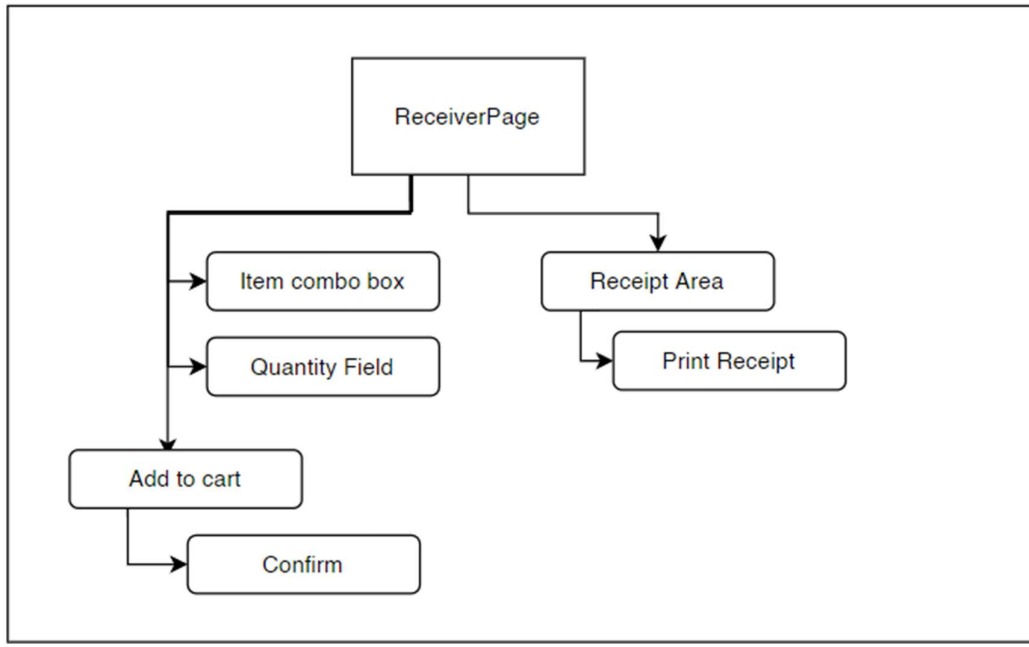 ReceiverPage
Item combo box
Receipt Area
Quantity Field
Print Receipt
Add to cart
Confirm